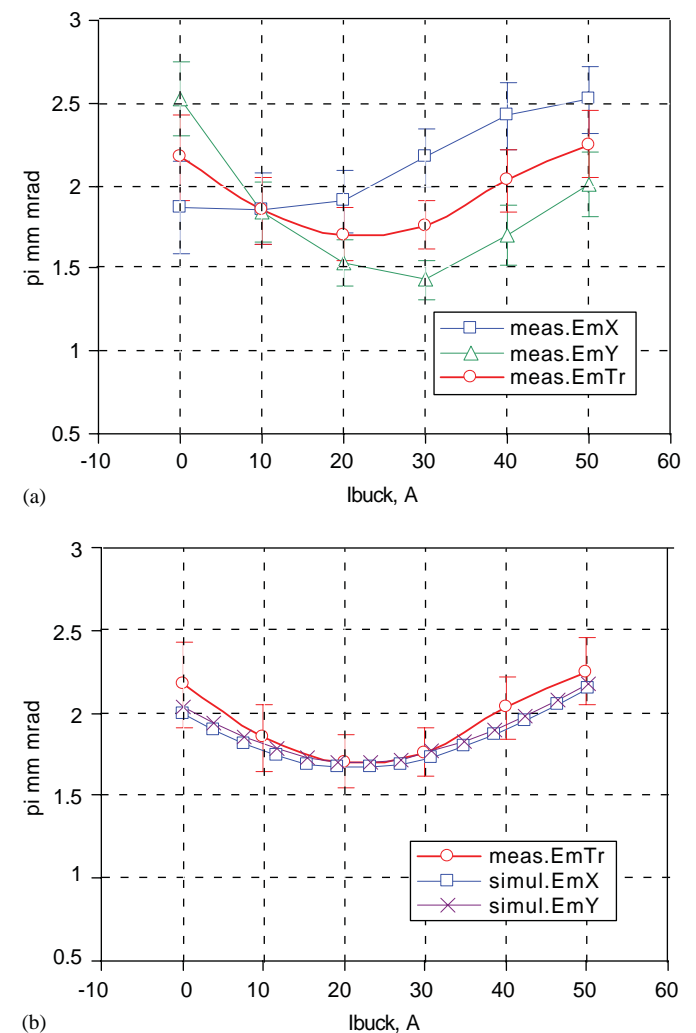 3
2.5
2
1.5
1
0.5
pi mm mrad
meas.EmX
meas.EmY
meas.EmTr
-10 0 10 20 30 40 50 60
(a) Ibuck, A
3
2.5
2
1.5
1
0.5
pi mm mrad
meas.EmTr
simul.EmX
simul.EmY
-10 0 10 20 30 40 50 60
(b) Ibuck, A